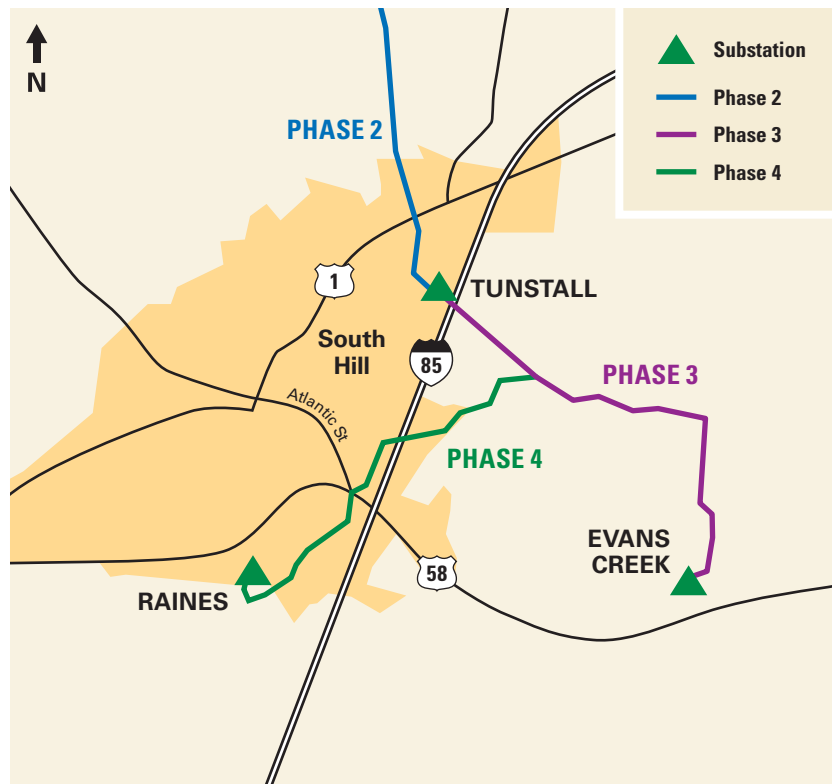 N
Substation
Phase 2
Phase 3
Phase 4
PHASE 2
1
TUNSTALL
South
Hill
85
PHASE 3
Atlantic St
PHASE 4
EVANS
CREEK
58
RAINES